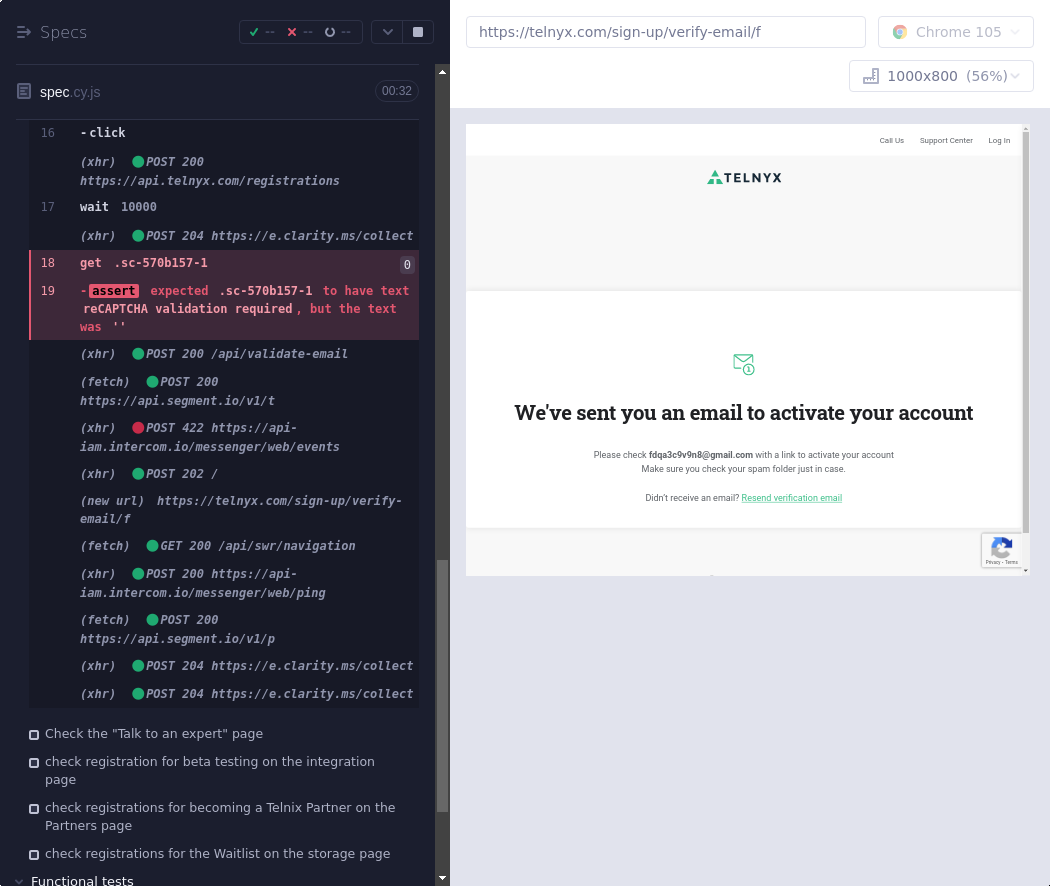 Specs
--
--
--
spec.cy.js
00:32
16 -click
(xhr) POST 200
https://api.telnyx.com/registrations
17 wait 10000
(xhr) POST 204 https://e.clarity.ms/collect
18 get .sc-570b157-1
0
19 -assert expected .sc-570b157-1 to have text
reCAPTCHA validation required, but the text
was ''
(xhr) POST 200 /api/validate-email
(fetch) POST 200
https://api.segment.io/v1/t
(xhr) POST 422 https://api-
iam.intercom.io/messenger/web/events
(xhr) POST 202 /
(new url) https://telnyx.com/sign-up/verify-
email/f
(fetch) GET 200 /api/swr/navigation
(xhr) POST 200 https://api-
iam.intercom.io/messenger/web/ping
(fetch) POST 200
https://api.segment.io/v1/p
(xhr) POST 204 https://e.clarity.ms/collect
(xhr) POST 204 https://e.clarity.ms/collect
Check the "Talk to an expert" page
check registration for beta testing on the integration
page
check registrations for becoming a Telnix Partner on the
Partners page
check registrations for the Waitlist on the storage page
Functional tests
https://telnyx.com/sign-up/verify-email/f
Chrome 105
1000x800 (56%)
Call Us Support Center Log In
TELNYX
1
We've sent you an email to activate your account
Please check fdqa3c9v9n8@gmail.com with a link to activate your account
Make sure you check your spam folder just in case.
Didn't receive an email? Resend verification email
Privacy - Terms